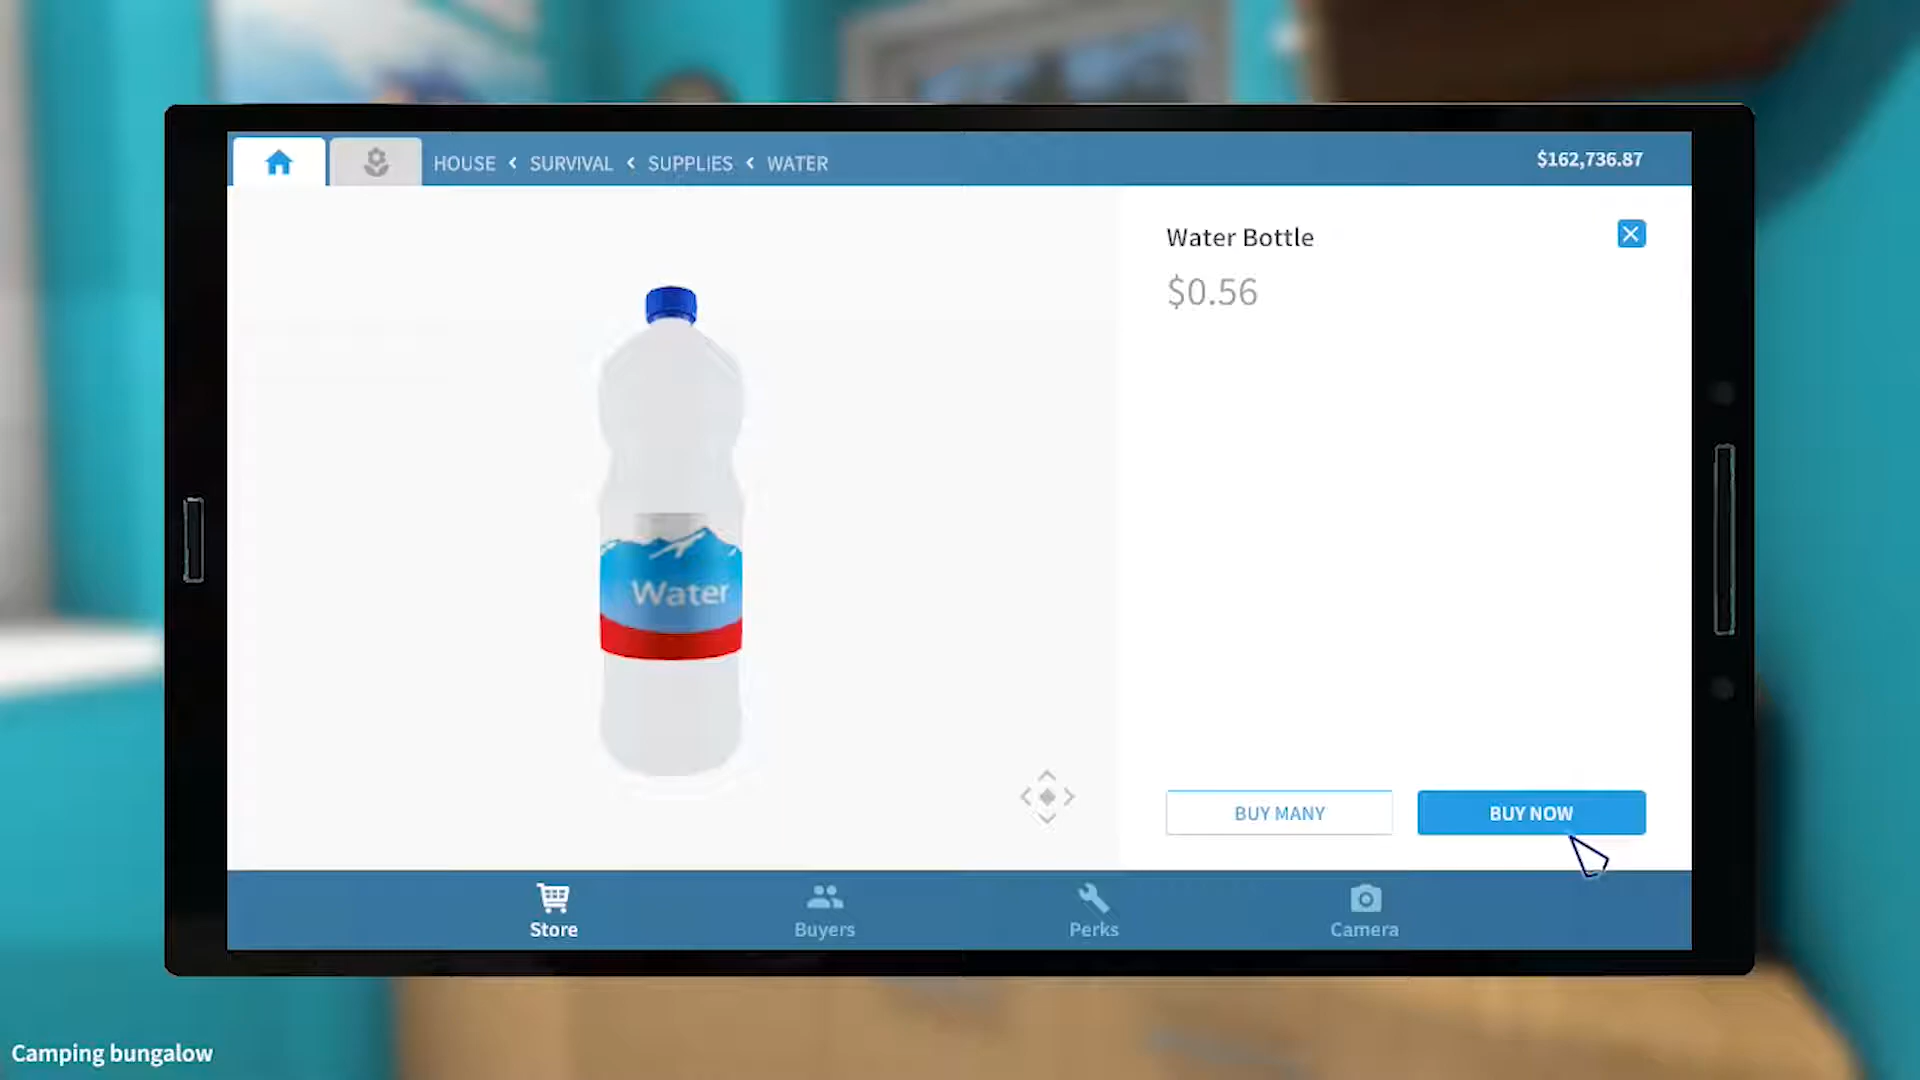 HOUSE < SURVIVAL < SUPPLIES < WATER
$162,736.87
Water Bottle
$0.56
Water
BUY MANY
BUY NOW
Store
Buyers
Perks
Camera
Camping bungalow